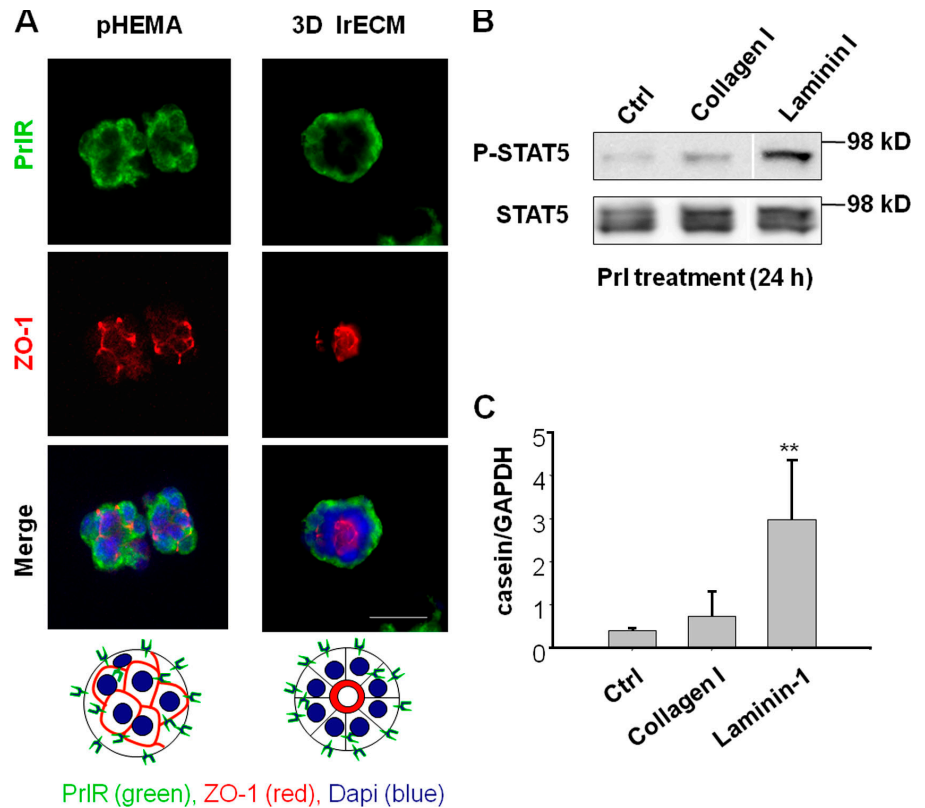 A
pHEMA
3D lrECM
PrlR
ZO-1
Merge
PrlR (green), ZO-1 (red), Dapi (blue)
B
Ctrl
Collagen I
Laminin I
P-STAT5
98 kD
STAT5
98 kD
Prl treatment (24 h)
C
casein/GAPDH
5
4
3
2
1
0
**
Ctrl
Collagen I
Laminin-1